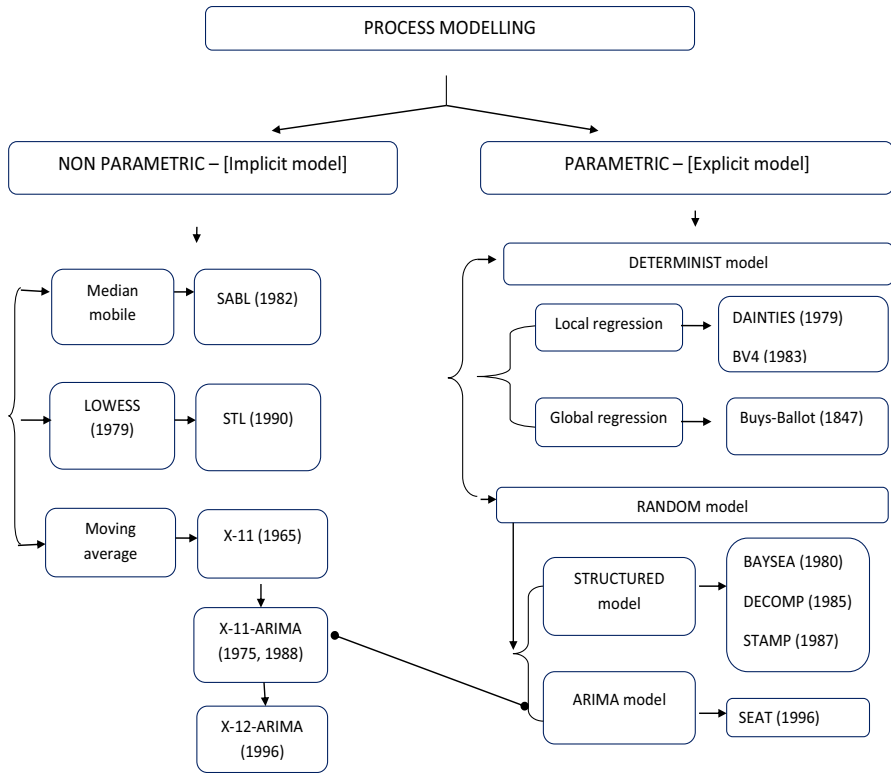 PROCESS MODELLING
NON PARAMETRIC – [Implicit model]
PARAMETRIC – [Explicit model]
Median
mobile
SABL (1982)
LOWESS
(1979)
STL (1990)
Moving
average
X-11 (1965)
X-11-ARIMA
(1975, 1988)
X-12-ARIMA
(1996)
DETERMINIST model
Local regression
DAINTIES (1979)
BV4 (1983)
Global regression
Buys-Ballot (1847)
RANDOM model
STRUCTURED
model
BAYSEA (1980)
DECOMP (1985)
STAMP (1987)
ARIMA model
SEAT (1996)